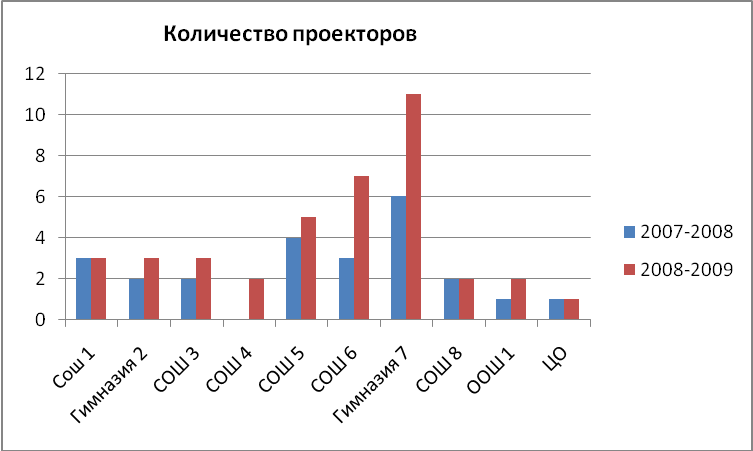 Количество проекторов
12
10
8
6
4
2
0
Сош 1
Гимназия 2
СОШ 3
СОШ 4
СОШ 5
СОШ 6
Гимназия 7
СОШ 8
ООШ 1
ЦО
2007-2008
2008-2009